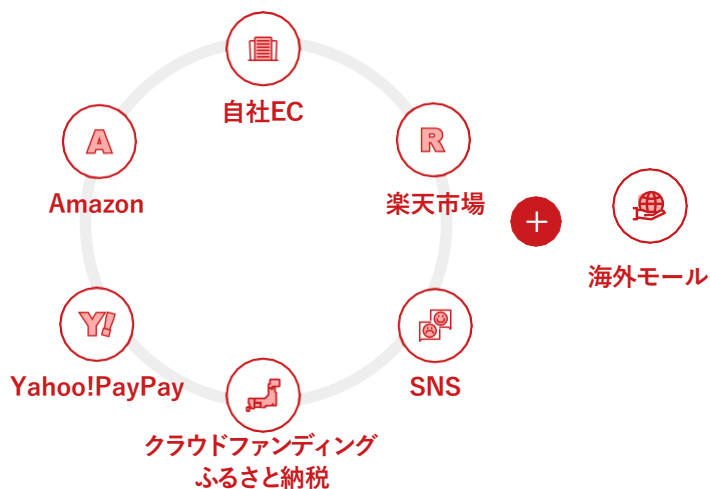 自社EC
A
Amazon
R
楽天市場
+
海外モール
Y!
Yahoo!PayPay
SNS
クラウドファンディング
ふるさと納税